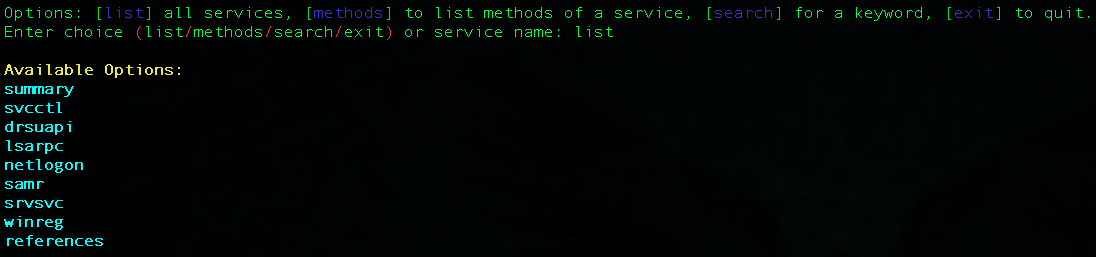 Options: [list] all services, [methods] to list methods of a service, [search] for a keyword, [exit] to quit.
Enter choice (list/methods/search/exit) or service name: list
Available Options:
summary
svcctl
drsuapi
lsarpc
netlogon
samr
srvsvc
winreg
references